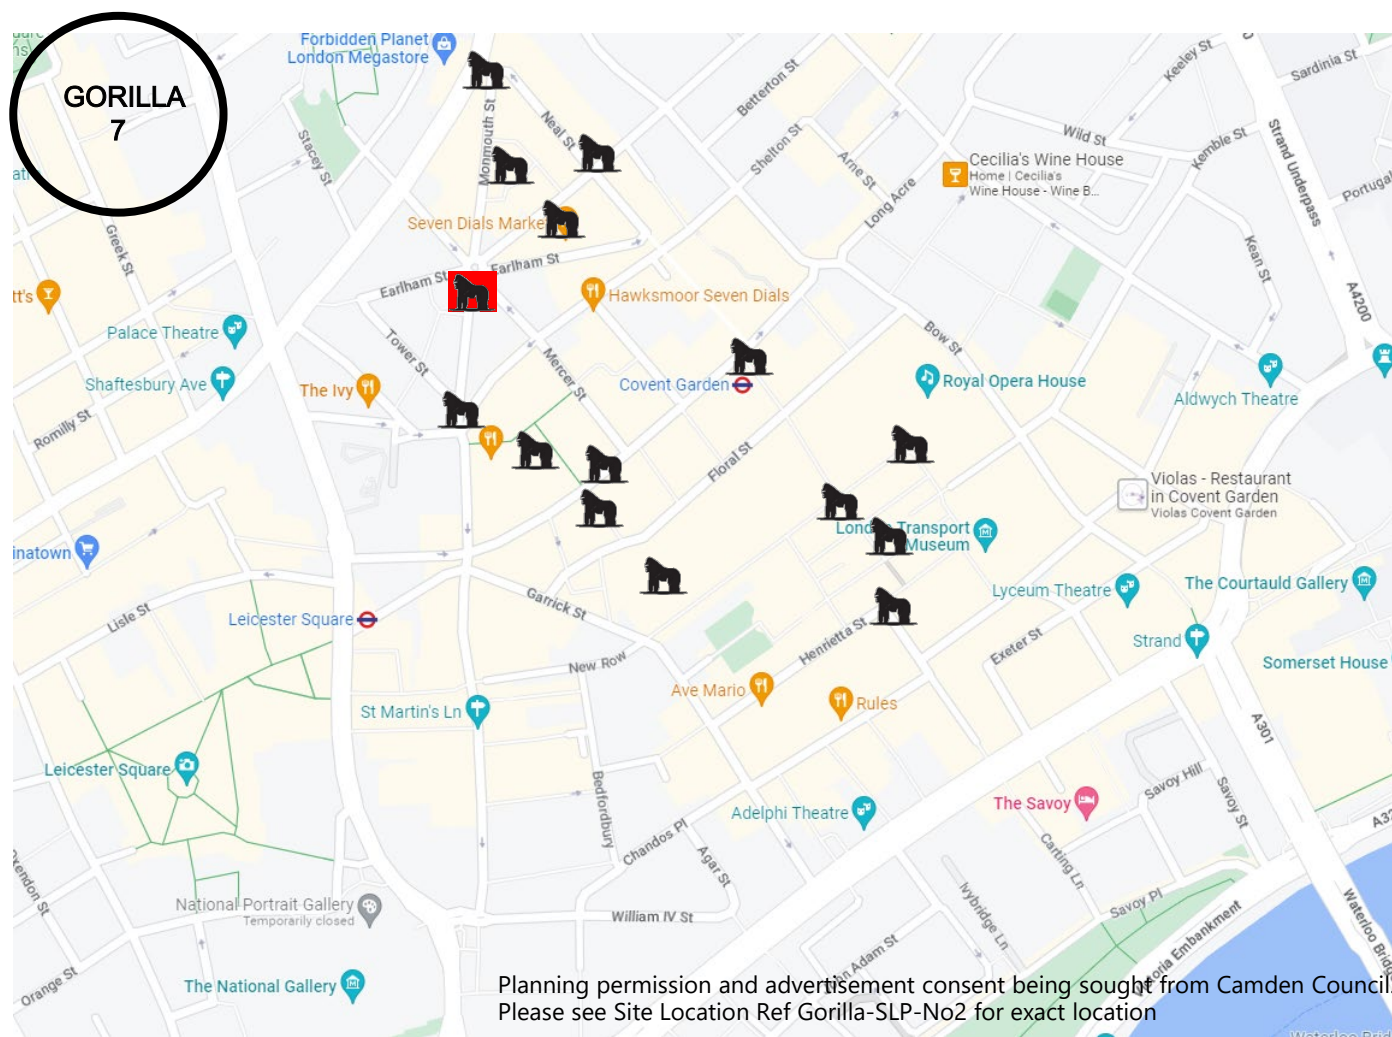 GORILLA
7
Forbidden Planet
London Megastore
Stacey St
Greek St
Monmouth St
Neal St
Betterton St
Shelton St
Arne St
Long Acre
Keeley St
Sardinia St
Wild St
Kemble St
Strand Underpass
Portugal
Kean St
A4200
Cecilia's Wine House
Home | Cecilia's
Wine House - Wine B...
Seven Dials Marke
Earlham St
Earlham St
tt's
Hawksmoor Seven Dials
Palace Theatre
Tower St
Mercer St
Bow St
Shaftesbury Ave
The Ivy
Covent Garden
Royal Opera House
Aldwych Theatre
Romilly St
Floral St
Violas - Restaurant
in Covent Garden
Violas Covent Garden
London Transport
Museum
inatown
Lisle St
Garrick St
Lyceum Theatre
The Courtauld Gallery
Leicester Square
Henrietta St
Exeter St
Strand
Somerset House
New Row
Ave Mario
Rules
St Martin's Ln
A301
Leicester Square
Bedfordbury
Savoy Hill
Savoy St
Adelphi Theatre
The Savoy
Chandos Pl
Agar St
Carting Ln
Oxendon St
National Portrait Gallery
Temporarily closed
William IV St
Ivybridge Ln
Savoy Pl
Victoria Embankment
Orange St
The National Gallery
Planning permission and advertisement consent being sought from Camden Council.
Please see Site Location Ref Gorilla-SLP-No2 for exact location